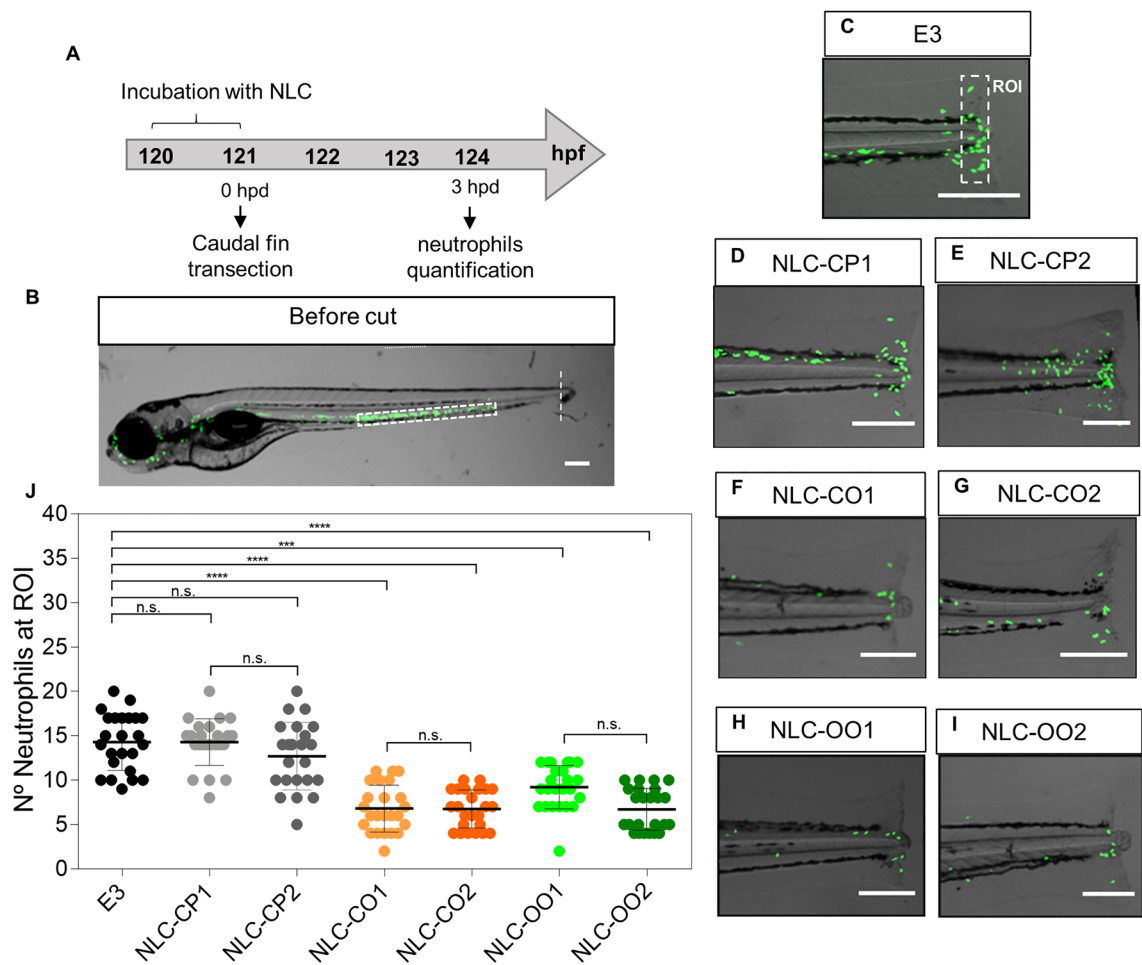 A
Incubation with NLC
120 121 122 123 124 hpf
0 hpd 3 hpd
Caudal fin
transection
neutrophils
quantification
B
Before cut
C E3
ROI
D NLC-CP1
E NLC-CP2
F NLC-CO1
G NLC-CO2
H NLC-OO1
I NLC-OO2
J
Nº Neutrophils at ROI
40
35
30
25
20
15
10
5
0
****
***
****
****
n.s.
n.s.
n.s.
n.s.
n.s.
E3
NLC-CP1
NLC-CP2
NLC-CO1
NLC-CO2
NLC-OO1
NLC-OO2